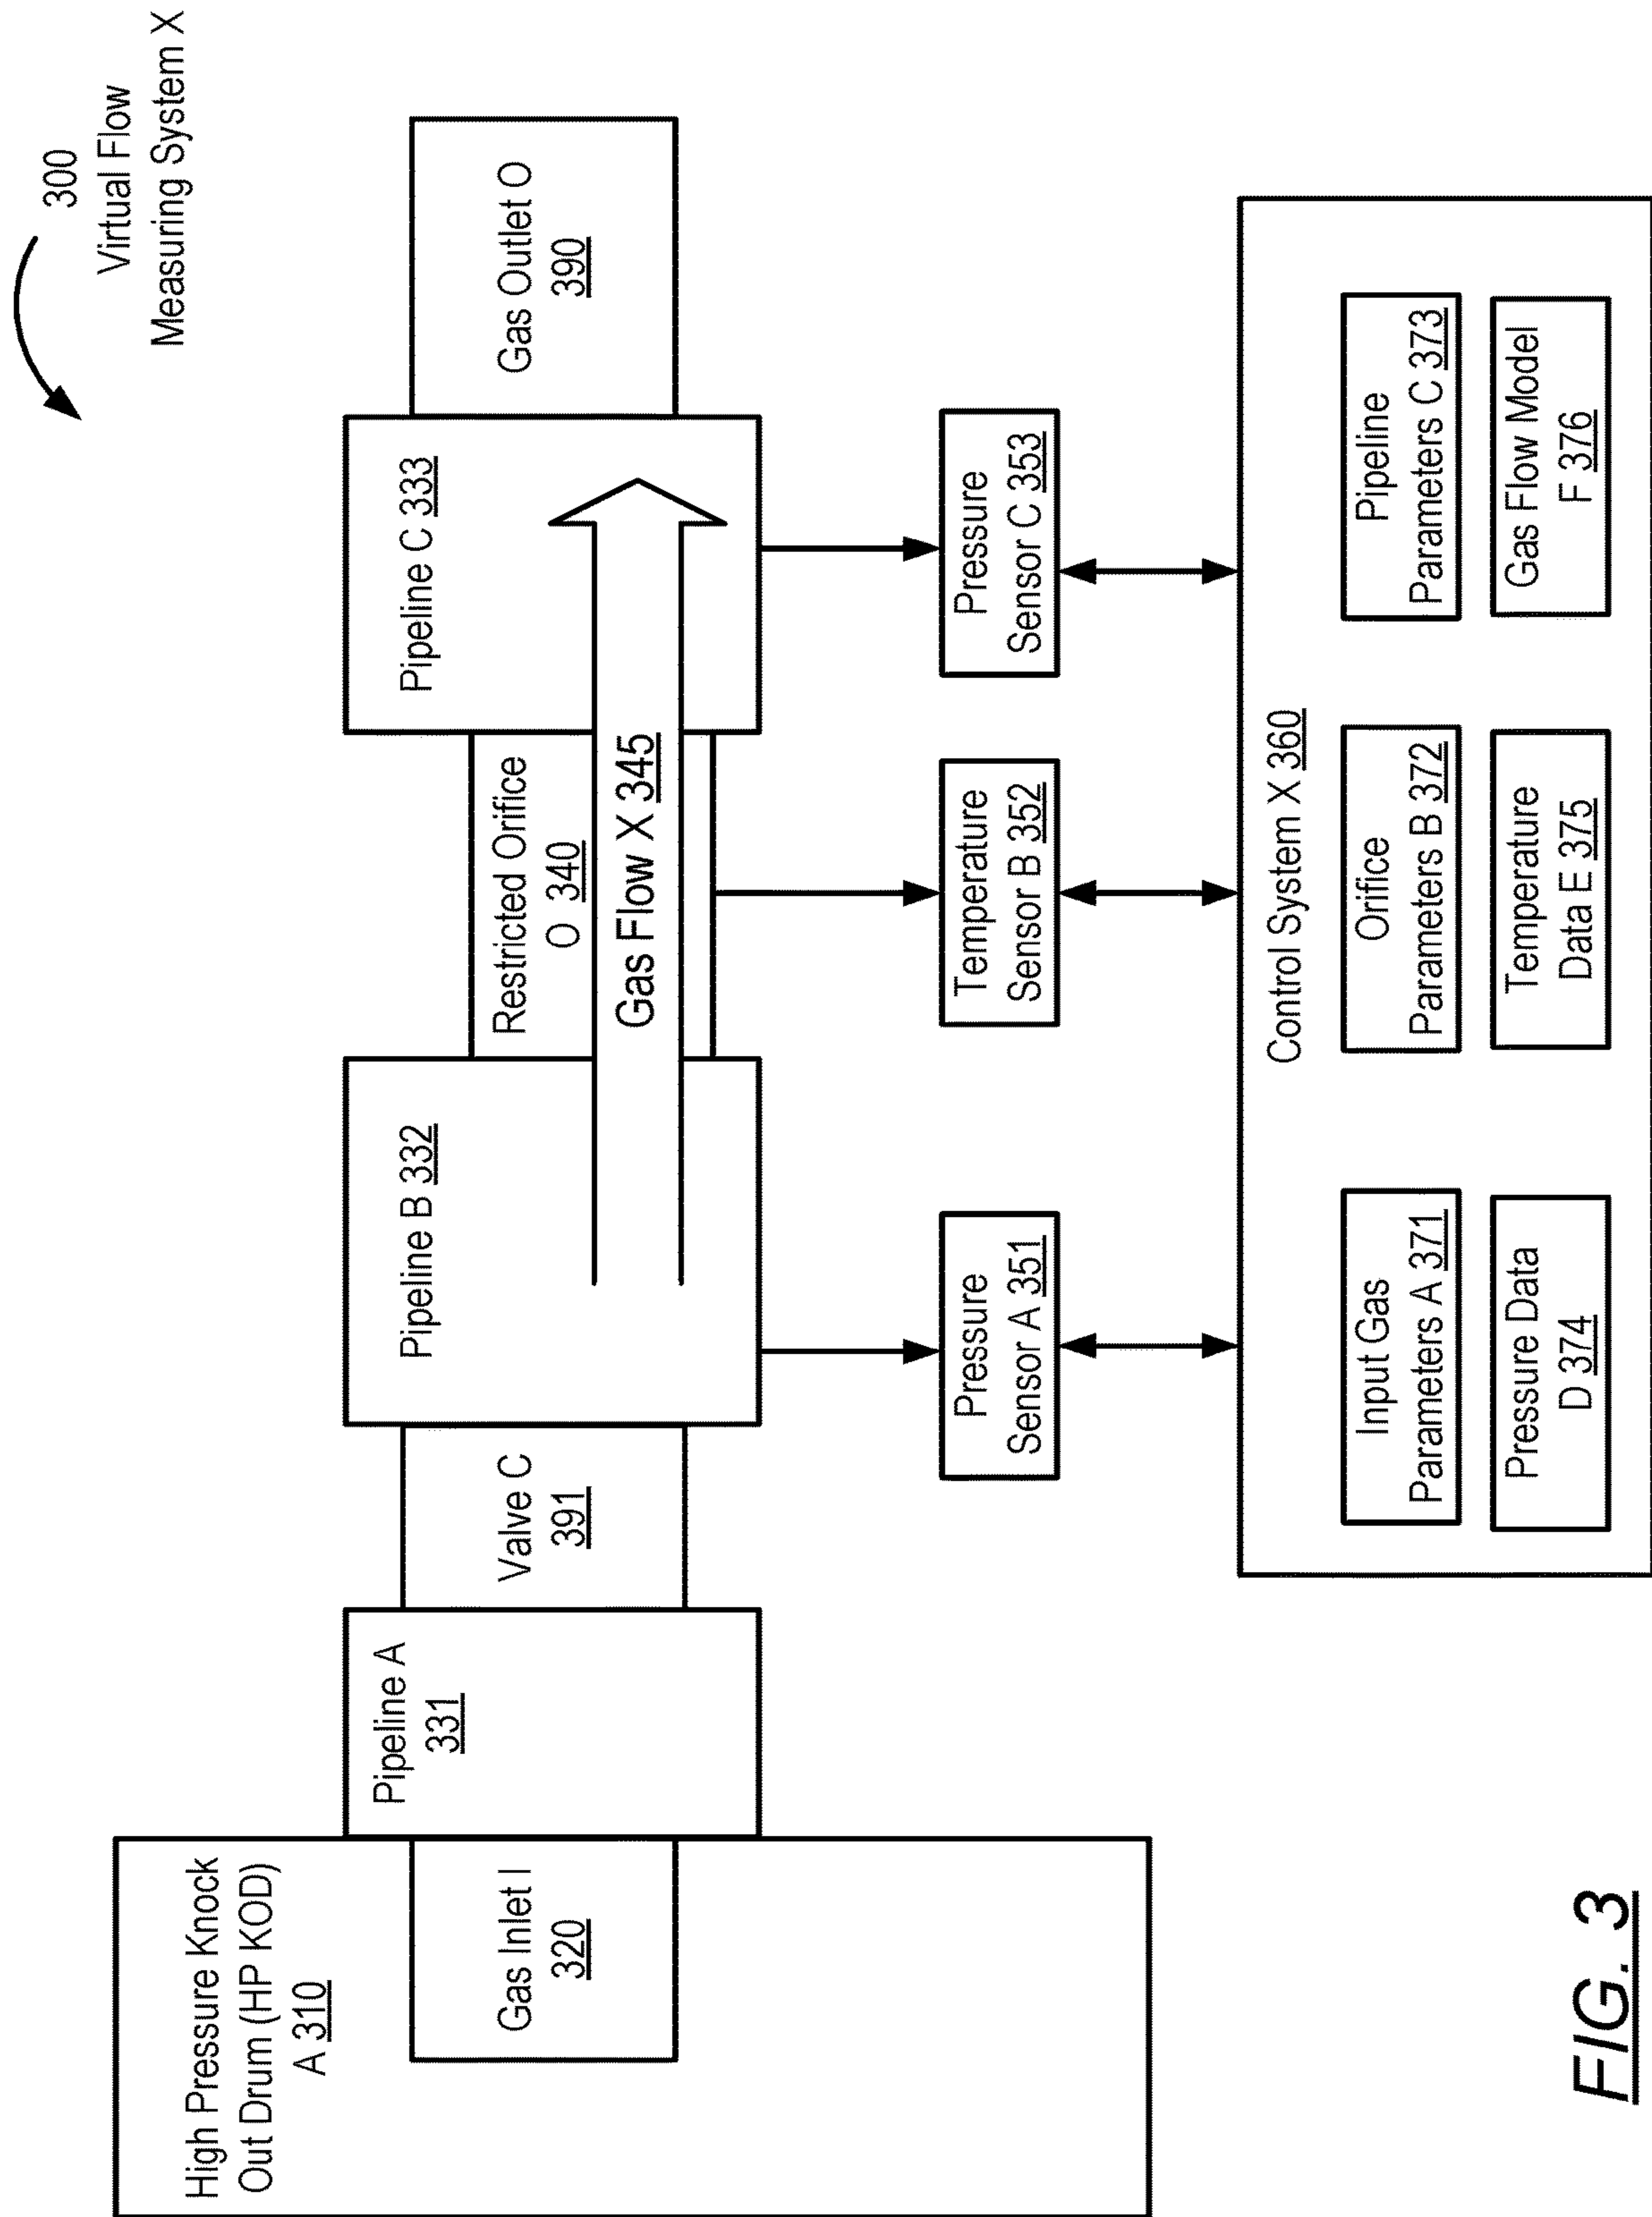 300
Virtual Flow
Measuring System X
High Pressure Knock
Out Drum (HP KOD)
A 310
Gas Inlet I
320
Pipeline A
331
Valve C
391
Pipeline B 332
Restricted Orifice
O 340
Gas Flow X 345
Pipeline C 333
Gas Outlet O
390
Pressure
Sensor A 351
Temperature
Sensor B 352
Pressure
Sensor C 353
Control System X 360
Input Gas
Parameters A 371
Orifice
Parameters B 372
Pipeline
Parameters C 373
Pressure Data
D 374
Temperature
Data E 375
Gas Flow Model
F 376
FIG. 3